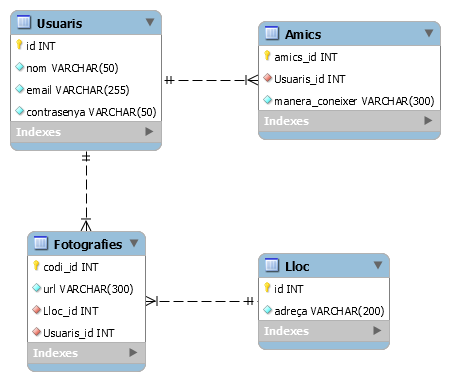 Usuaris
id INT
nom VARCHAR(50)
email VARCHAR(255)
contrasenya VARCHAR(50)
Indexes
Amics
amics_id INT
Usuaris_id INT
manera_coneixer VARCHAR(300)
Indexes
Fotografies
codi_id INT
url VARCHAR(300)
Lloc_id INT
Usuaris_id INT
Indexes
Lloc
id INT
adreça VARCHAR(200)
Indexes